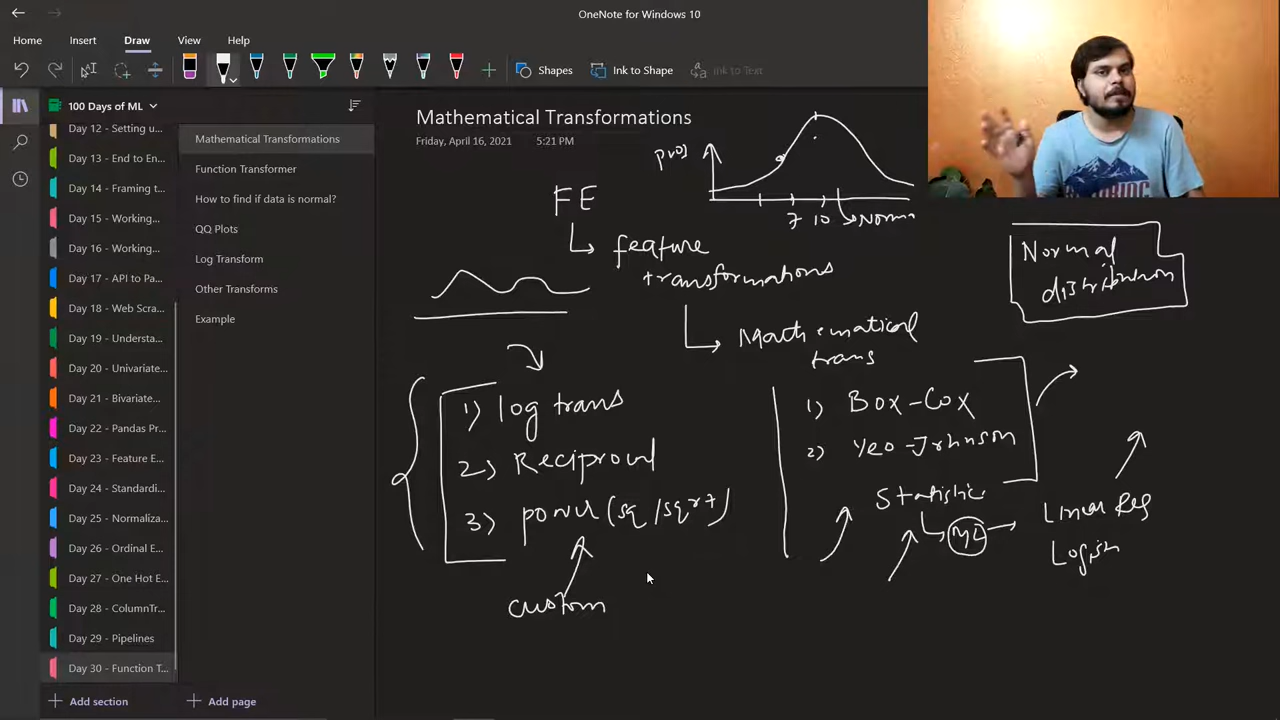 OneNote for Windows 10
Home
Insert
Draw
View
Help
Shapes
Ink to Shape
Ink to Text
100 Days of ML
Day 12 - Setting u...
Day 13 - End to En...
Day 14 - Framing t...
Day 15 - Working...
Day 16 - Working...
Day 17 - API to Pa...
Day 18 - Web Scra...
Day 19 - Understa...
Day 20 - Univariate...
Day 21 - Bivariate...
Day 22 - Pandas Pr...
Day 23 - Feature E...
Day 24 - Standardi...
Day 25 - Normaliza...
Day 26 - Ordinal E...
Day 27 - One Hot E...
Day 28 - ColumnTr...
Day 29 - Pipelines
Day 30 - Function T...
Add section
Mathematical Transformations
Function Transformer
How to find if data is normal?
QQ Plots
Log Transform
Other Transforms
Example
Add page
Mathematical Transformations
Friday, April 16, 2021
5:21 PM
7 10 Norma
FE
feature
transformations
Mathematical
trans
Normal
distribution
1) log trans
2) Reciprocal
3) power (sq/sqrt)
custom
1) Box-Cox
2) Yeo-Johnson
Statistics
ML
Linear Reg
Logistic